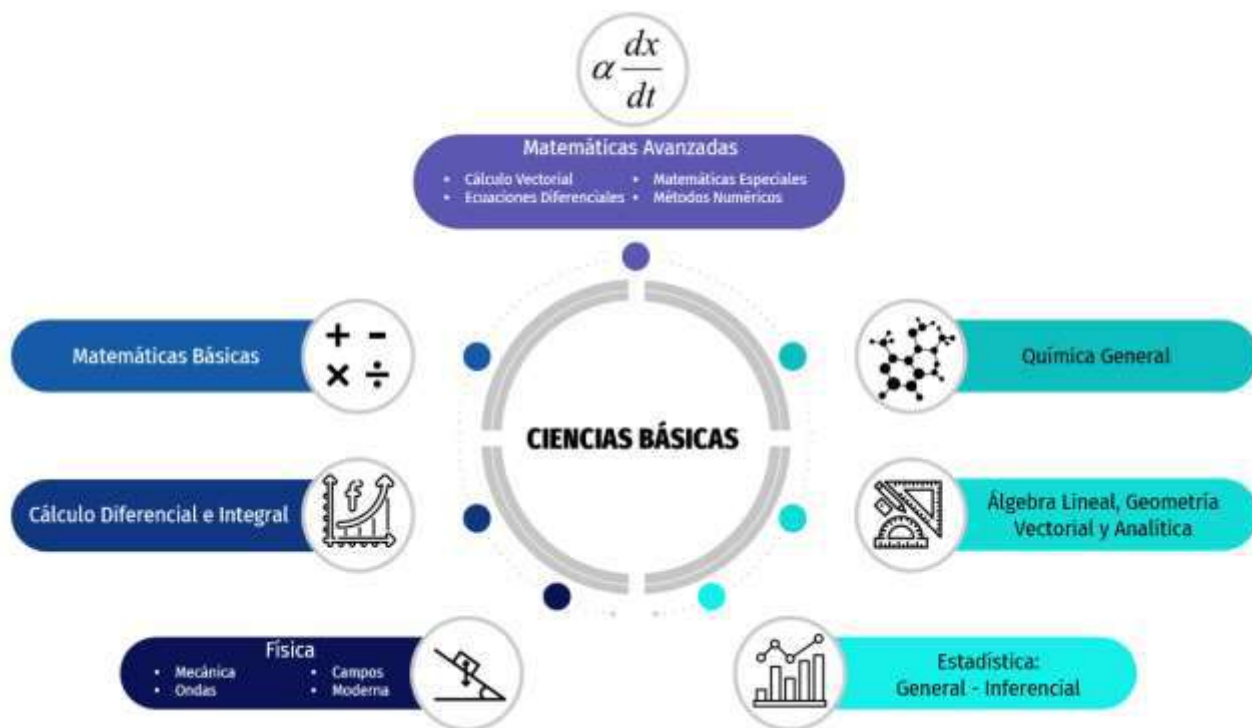 α dx/dt
Matemáticas Avanzadas
• Cálculo Vectorial
• Ecuaciones Diferenciales
• Matemáticas Especiales
• Métodos Numéricos
Matemáticas Básicas
+ -
× ÷
Química General
CIENCIAS BÁSICAS
Cálculo Diferencial e Integral
f
Álgebra Lineal, Geometría
Vectorial y Analítica
Física
• Mecánica
• Ondas
• Campos
• Moderna
Estadística:
General - Inferencial